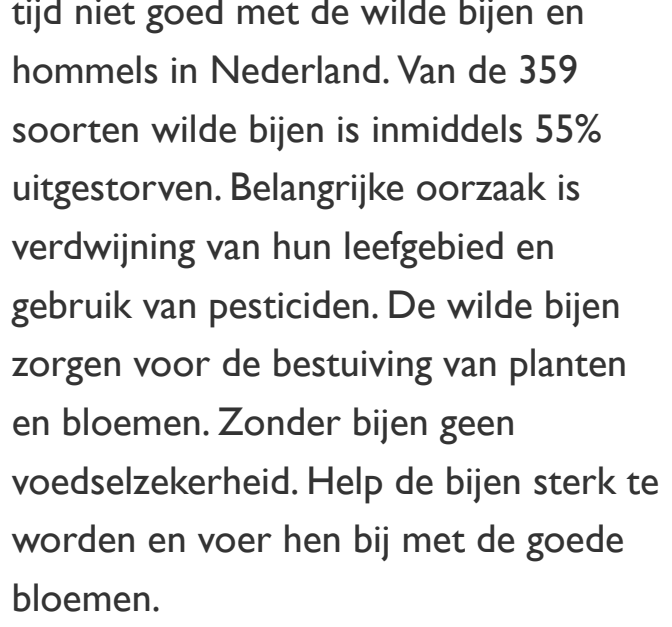 tijd niet goed met de wilde bijen en
hommels in Nederland. Van de 359
soorten wilde bijen is inmiddels 55%
uitgestorven. Belangrijke oorzaak is
verdwijning van hun leefgebied en
gebruik van pesticiden. De wilde bijen
zorgen voor de bestuiving van planten
en bloemen. Zonder bijen geen
voedselzekerheid. Help de bijen sterk te
worden en voer hen bij met de goede
bloemen.